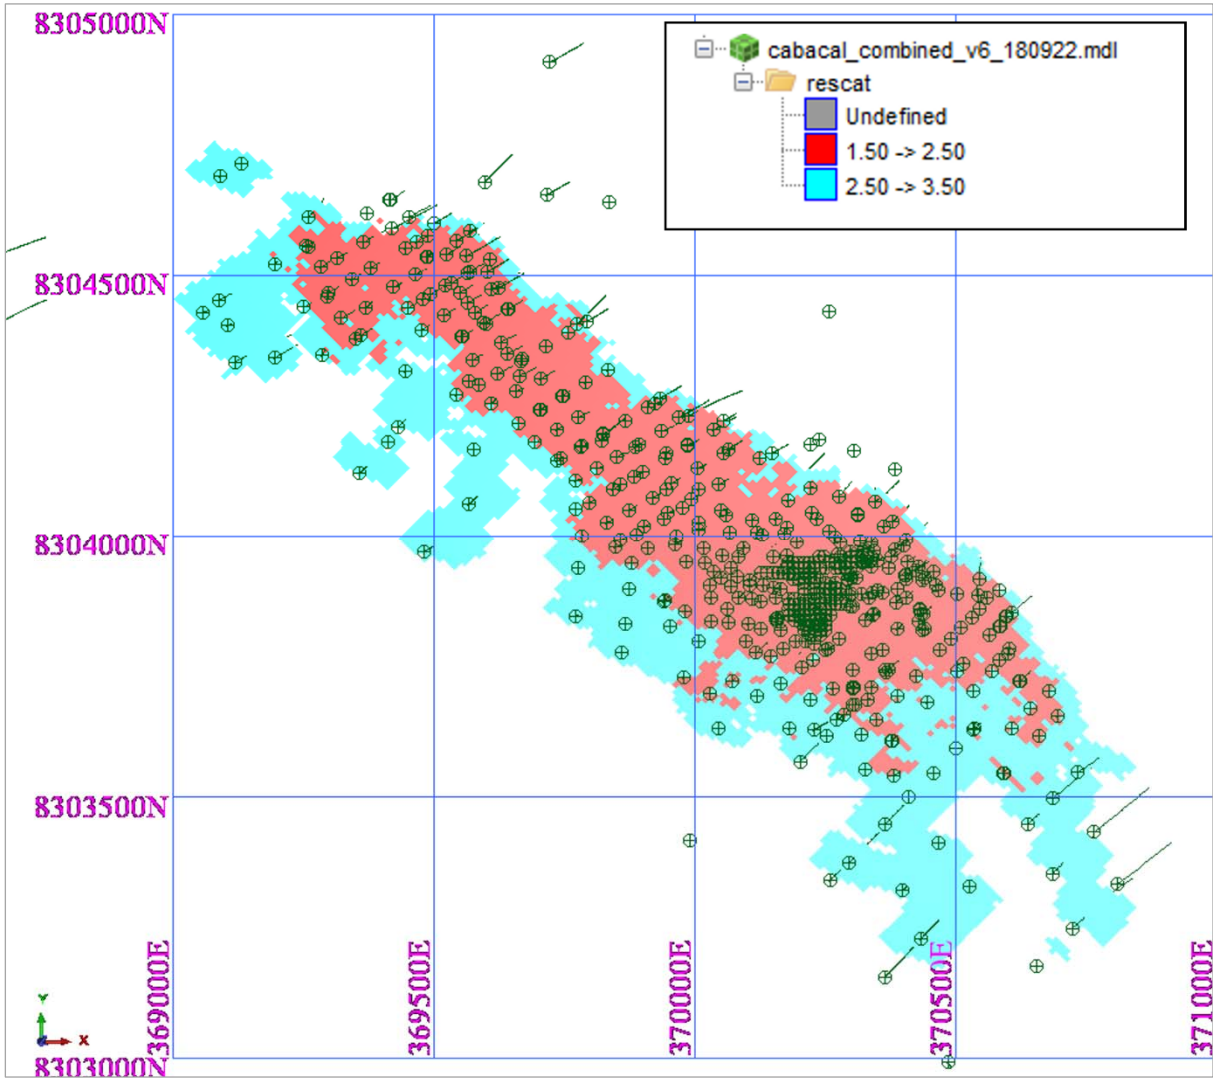 8305000N
cabacal_combined_v6_180922.mdl
rescat
Undefined
1.50 -> 2.50
2.50 -> 3.50
8304500N
8304000N
8303500N
369000E
369500E
370000E
370500E
371000E
Y
X
8303000N